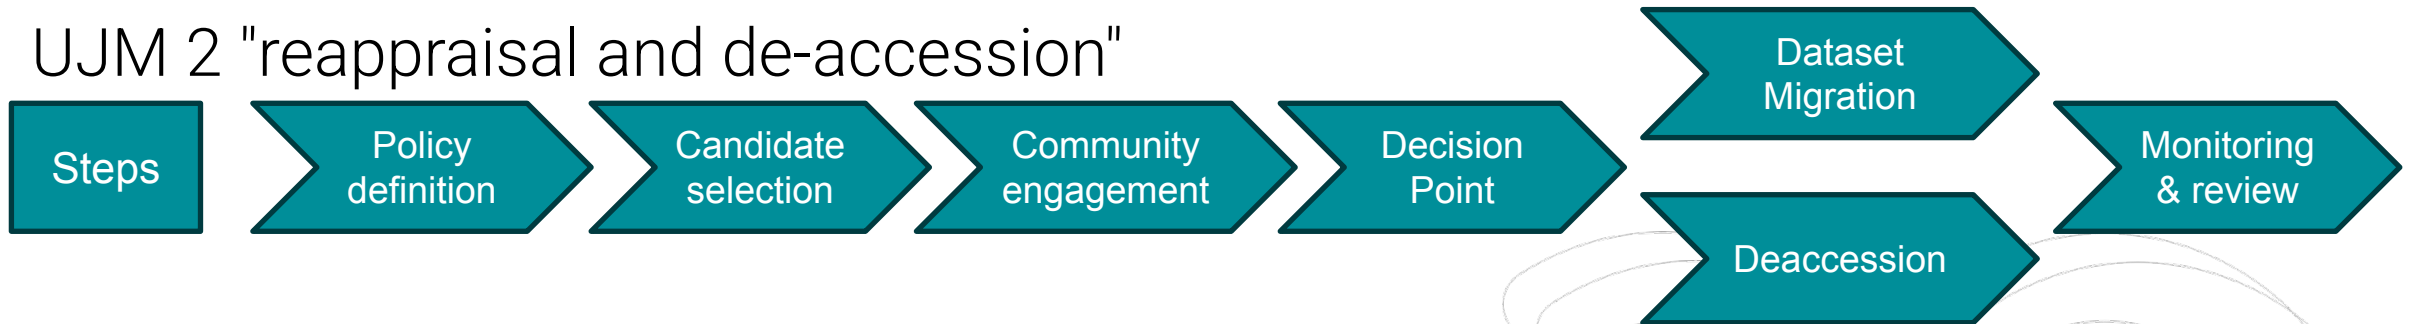 UJM 2 "reappraisal and de-accession"
Steps
Policy
definition
Candidate
selection
Community
engagement
Decision
Point
Dataset
Migration
Deaccession
Monitoring
& review